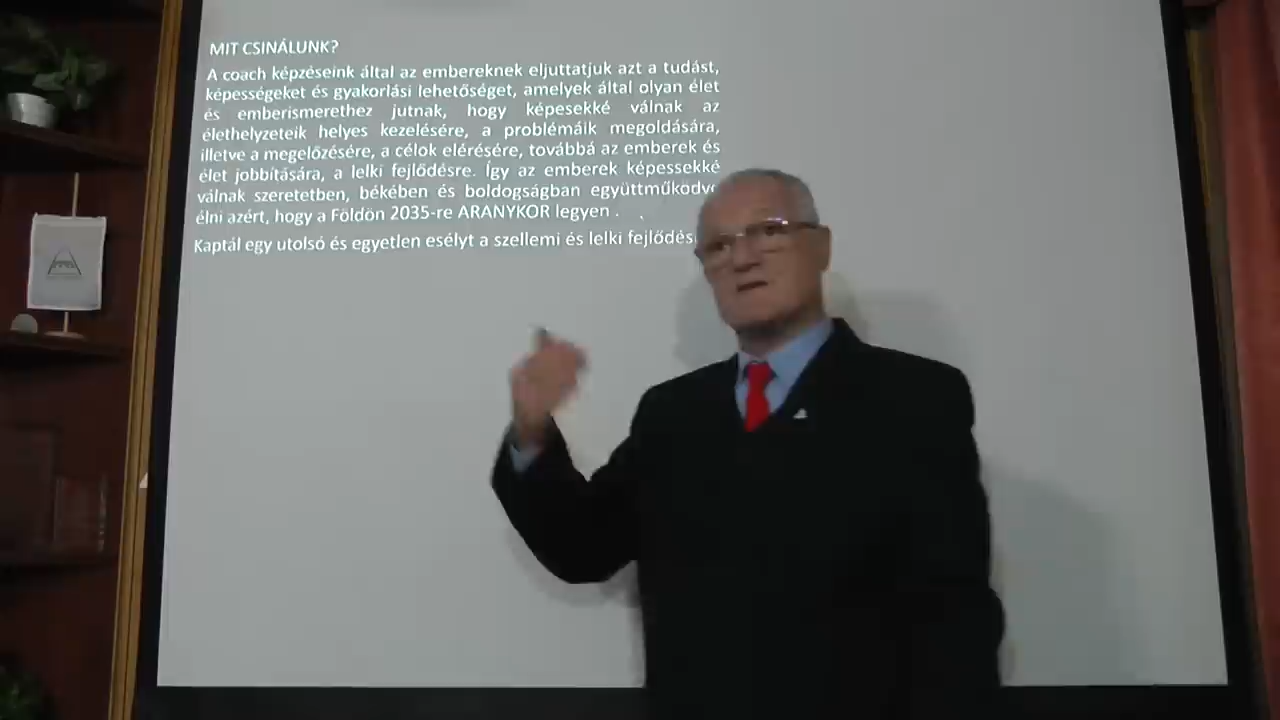 MIT CSINÁLUNK?
A coach képzéseink által az embereknek eljuttatjuk azt a tudást,
képességeket és gyakorlási lehetőséget, amelyek által olyan élet
és emberismerethez jutnak, hogy képesekké válnak az
élethelyzeteik helyes kezelésére, a problémáik megoldására,
illetve a megelőzésére, a célok elérésére, továbbá az emberek és
élet jobbítására, a lelki fejlődésre. Így az emberek képessekké
válnak szeretetben, békében és boldogságban együttműködve
élni azért, hogy a Földön 2035-re ARANYKOR legyen .
Kaptál egy utolsó és egyetlen esélyt a szellemi és lelki